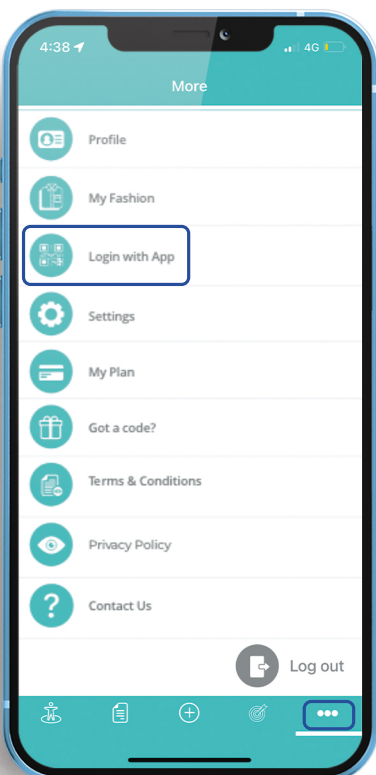 4:38
4G
More
Profile
My Fashion
Login with App
Settings
My Plan
Got a code?
Terms & Conditions
Privacy Policy
Contact Us
Log out